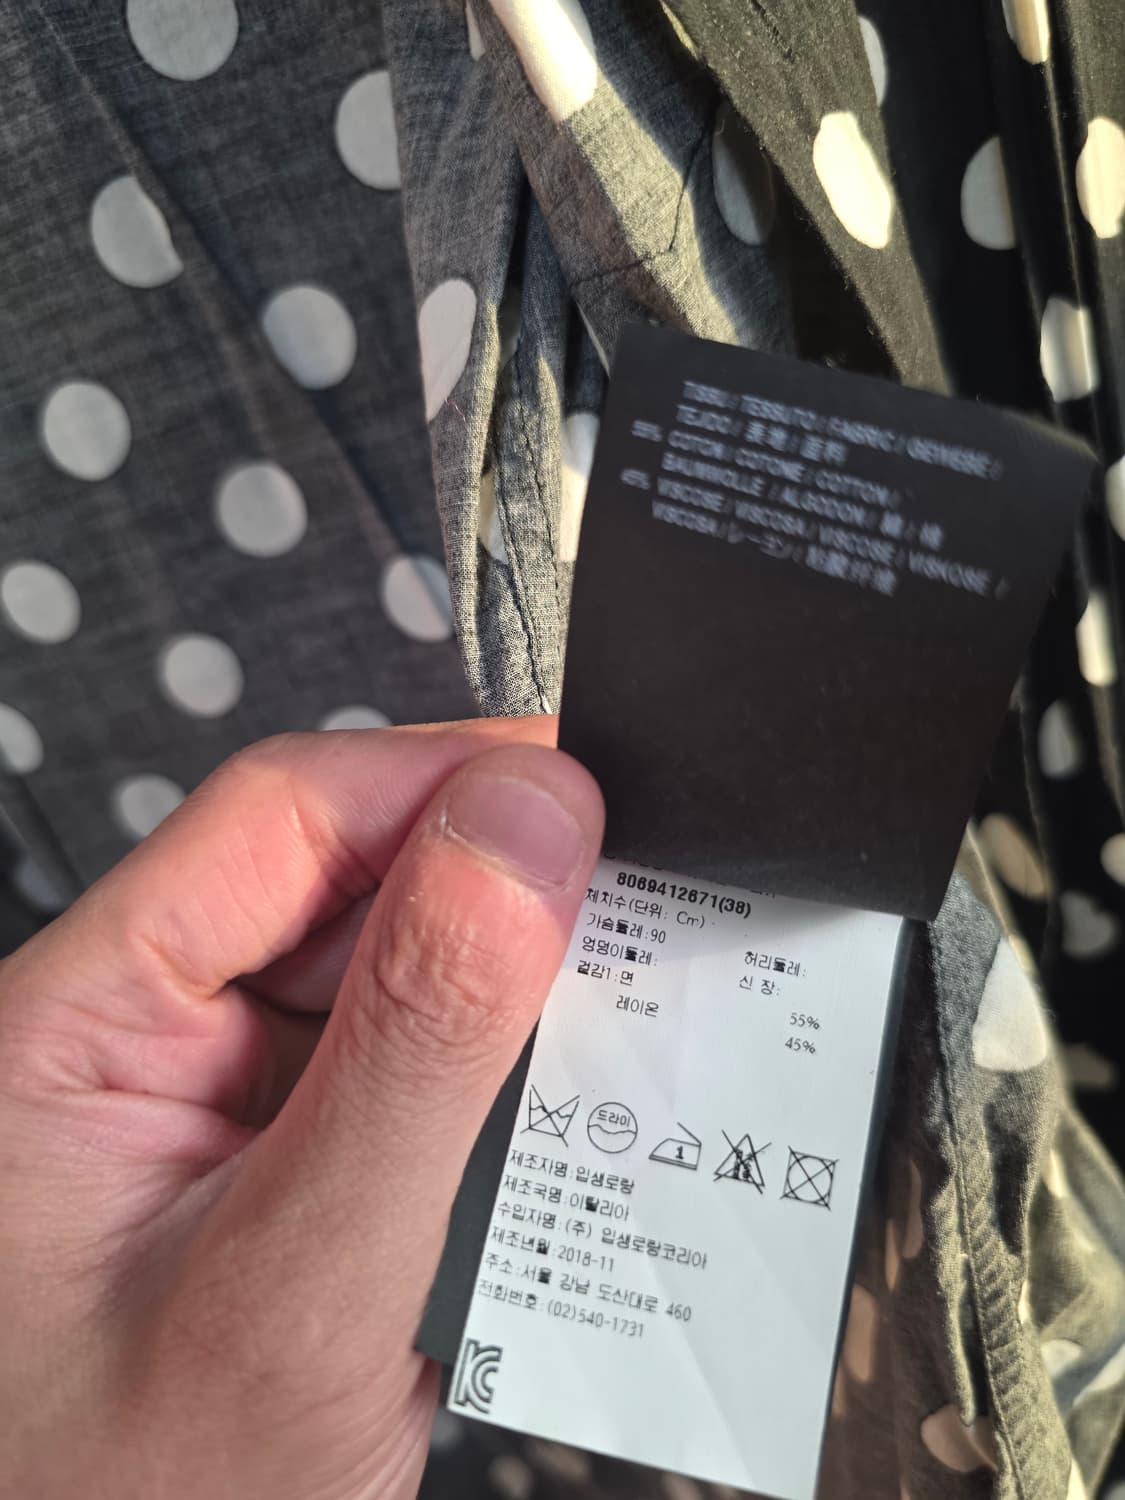 TISSU / TESSUTO / FABRIC / GEWEBE /
TEJIDO / 表地 / 面料
55% COTON / COTONE / COTTON /
BAUMWOLLE / ALGODON / 綿 / 棉
45% VISCOSE / VISCOSA / VISCOSE / VISKOSE /
VISCOSA / レーヨン / 粘胶纤维
8069412671(38)
체치수(단위: Cm)
가슴둘레:90 허리둘레:
엉덩이둘레: 신 장:
겉감1:면 55%
레이온 45%
드라이
1
제조자명:입생로랑
제조국명:이탈리아
수입자명:(주) 입생로랑코리아
제조년월:2018-11
주소:서울 강남 도산대로 460
전화번호:(02)540-1731
KC